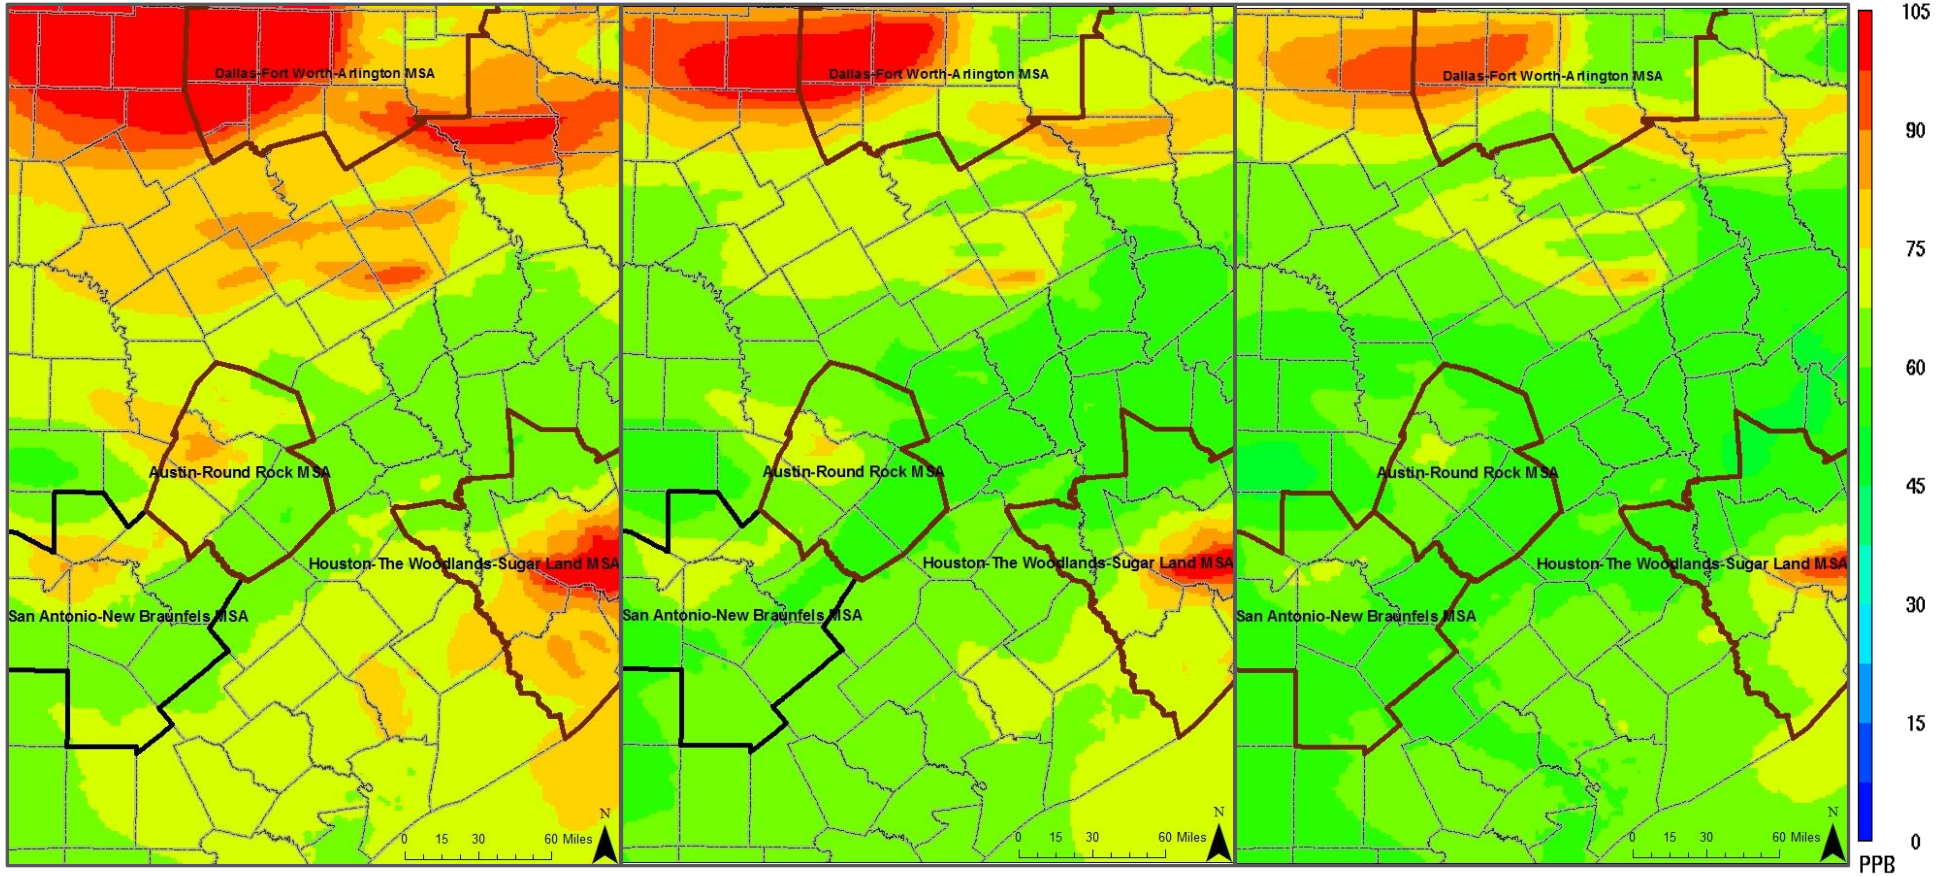 Dallas-Fort Worth-Arlington MSA
Austin-Round Rock MSA
Houston-The Woodlands-Sugar Land MSA
San Antonio-New Braunfels MSA
N
0 15 30 60 Miles
Dallas-Fort Worth-Arlington MSA
Austin-Round Rock MSA
Houston-The Woodlands-Sugar Land MSA
San Antonio-New Braunfels MSA
N
0 15 30 60 Miles
Dallas-Fort Worth-Arlington MSA
Austin-Round Rock MSA
Houston-The Woodlands-Sugar Land MSA
San Antonio-New Braunfels MSA
N
0 15 30 60 Miles
105
90
75
60
45
30
15
0
PPB